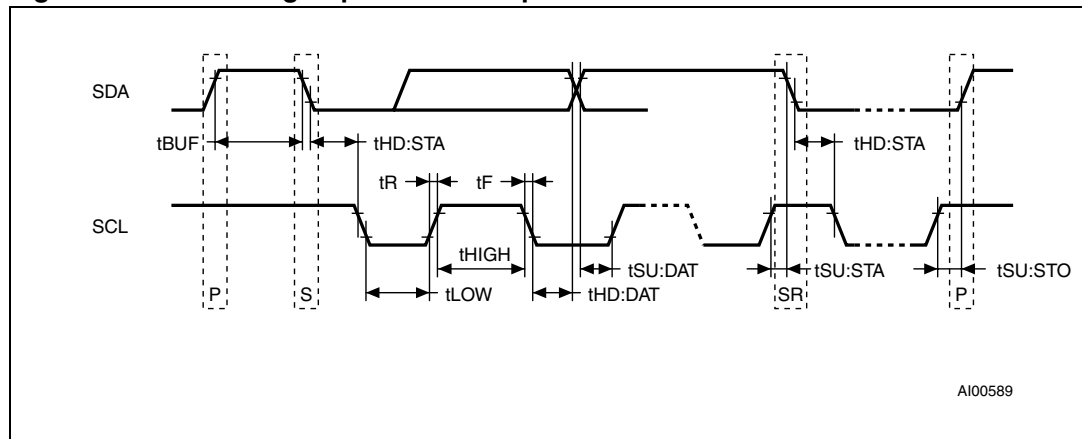 SDA
tBUF
tHD:STA
tHD:STA
tR
tF
SCL
tHIGH
tSU:DAT
tSU:STA
tSU:STO
P
S
tLOW
tHD:DAT
SR
P
AI00589